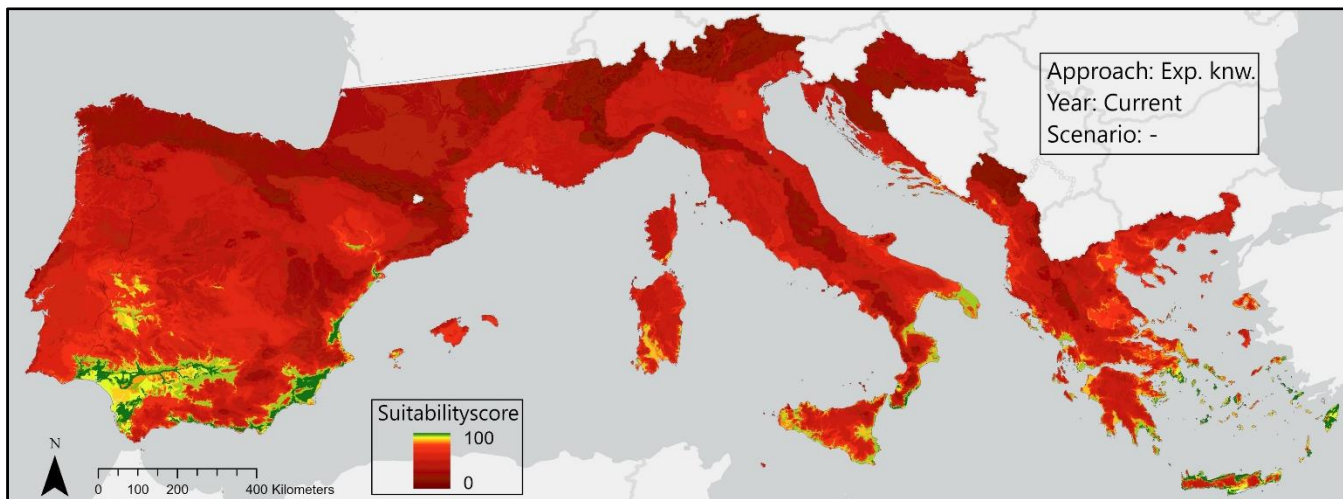 Approach: Exp. knw.
Year: Current
Scenario: -
Suitabilityscore
100
0
N
0 100 200 400 Kilometers